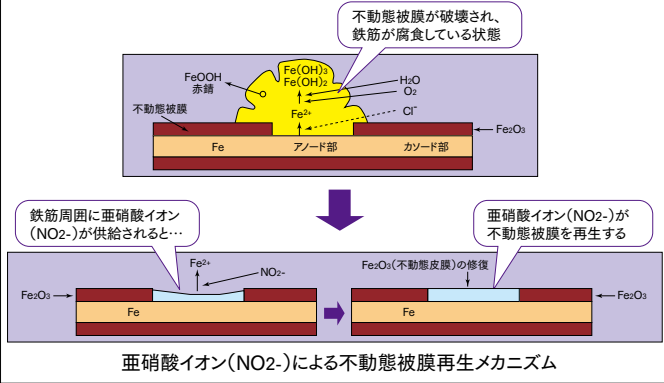 不動態被膜が破壊され、
鉄筋が腐食している状態
FeOOH
赤錆
Fe(OH)3
Fe(OH)2
H2O
O2
Fe2+
Cl-
不動態被膜
Fe2O3
Fe
アノード部
カソード部
鉄筋周囲に亜硝酸イオン
(NO2-)が供給されると…
亜硝酸イオン(NO2-)が
不動態被膜を再生する
Fe2+
NO2-
Fe2O3(不動態皮膜)の修復
Fe2O3
Fe2O3
Fe
Fe
亜硝酸イオン(NO2-)による不動態被膜再生メカニズム